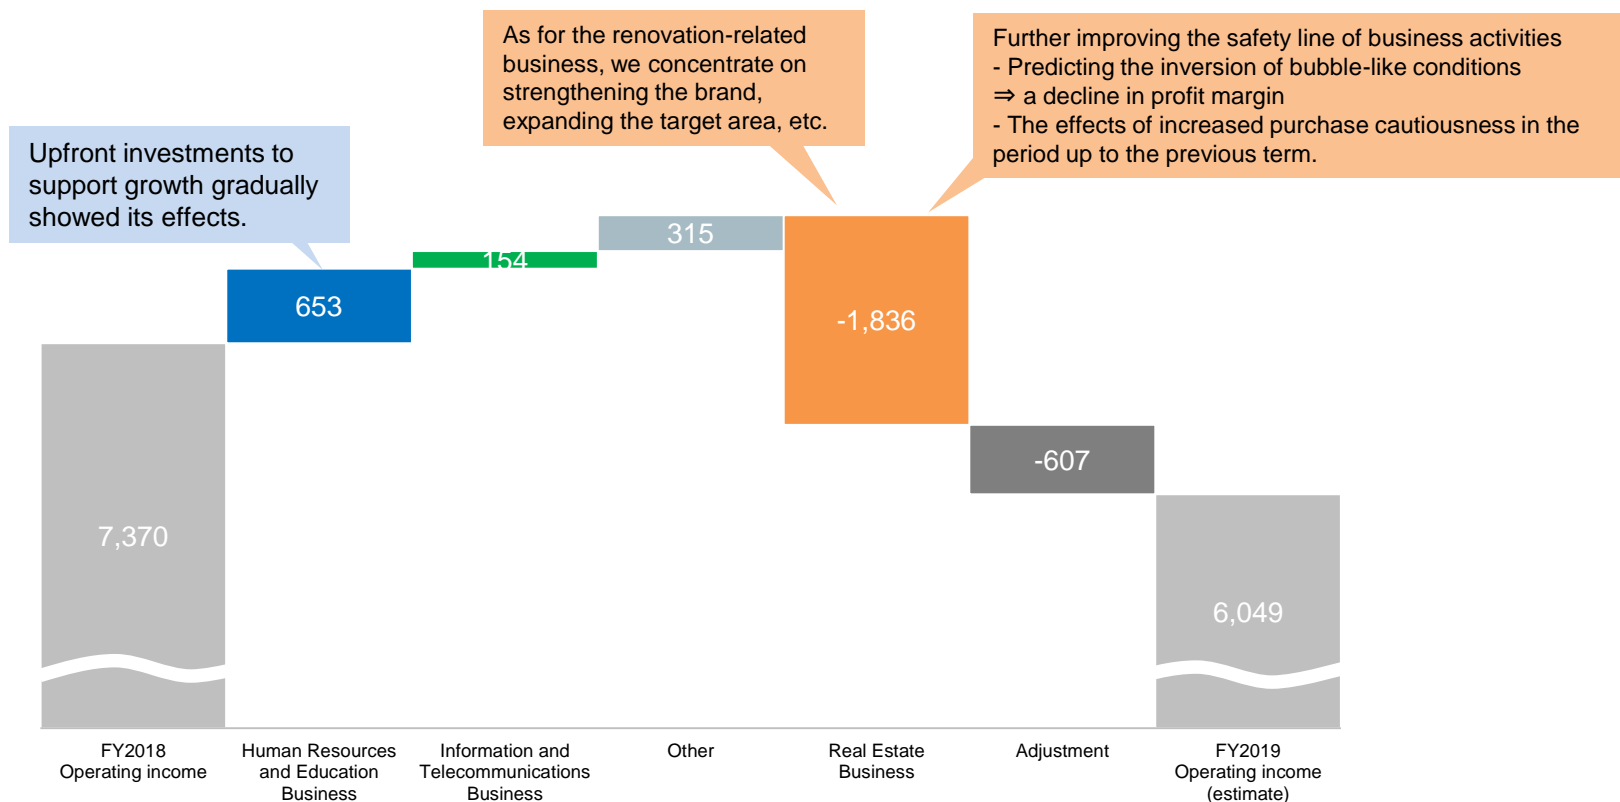 As for the renovation-related
business, we concentrate on
strengthening the brand,
expanding the target area, etc.
Further improving the safety line of business activities
- Predicting the inversion of bubble-like conditions
⇒ a decline in profit margin
- The effects of increased purchase cautiousness in the
period up to the previous term.
Upfront investments to
support growth gradually
showed its effects.
7,370
653
154
315
-1,836
-607
6,049
FY2018
Operating income
Human Resources
and Education
Business
Information and
Telecommunications
Business
Other
Real Estate
Business
Adjustment
FY2019
Operating income
(estimate)